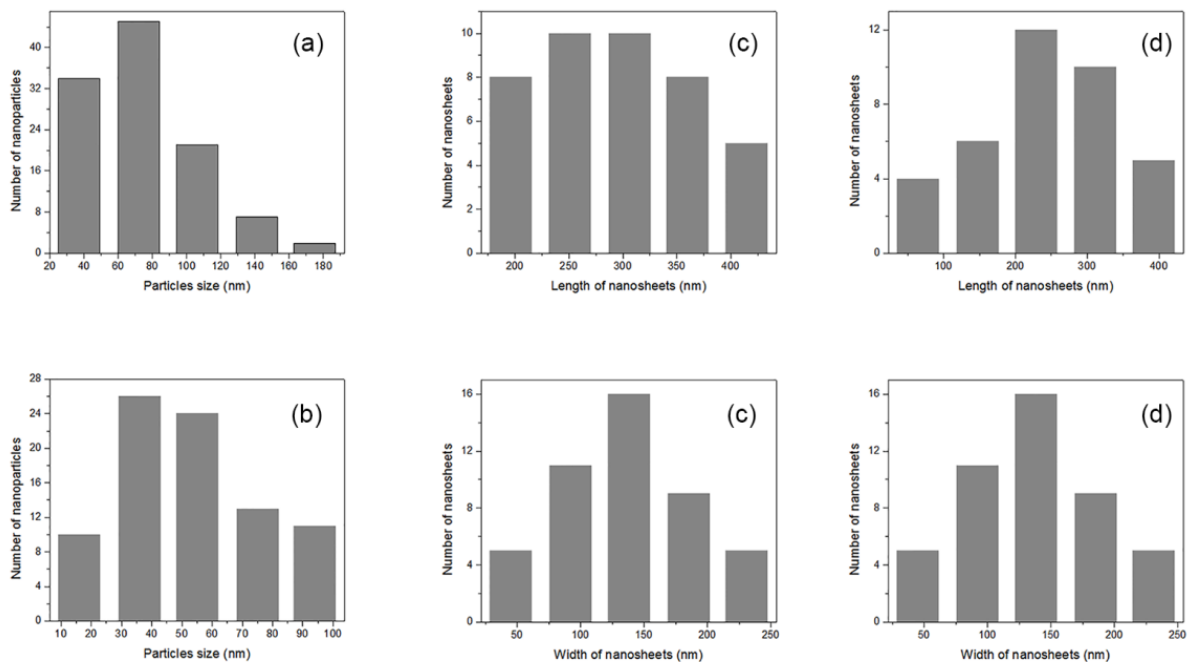 (a)
Number of nanoparticles
40
32
24
16
8
0
20 40 60 80 100 120 140 160 180
Particles size (nm)
(c)
Number of nanosheets
10
8
6
4
2
0
200 250 300 350 400
Length of nanosheets (nm)
(d)
Number of nanosheets
12
8
4
0
100 200 300 400
Length of nanosheets (nm)
(b)
Number of nanoparticles
28
24
20
16
12
8
4
0
10 20 30 40 50 60 70 80 90 100
Particles size (nm)
(c)
Number of nanosheets
16
12
8
4
0
50 100 150 200 250
Width of nanosheets (nm)
(d)
Number of nanosheets
16
12
8
4
0
50 100 150 200 250
Width of nanosheets (nm)